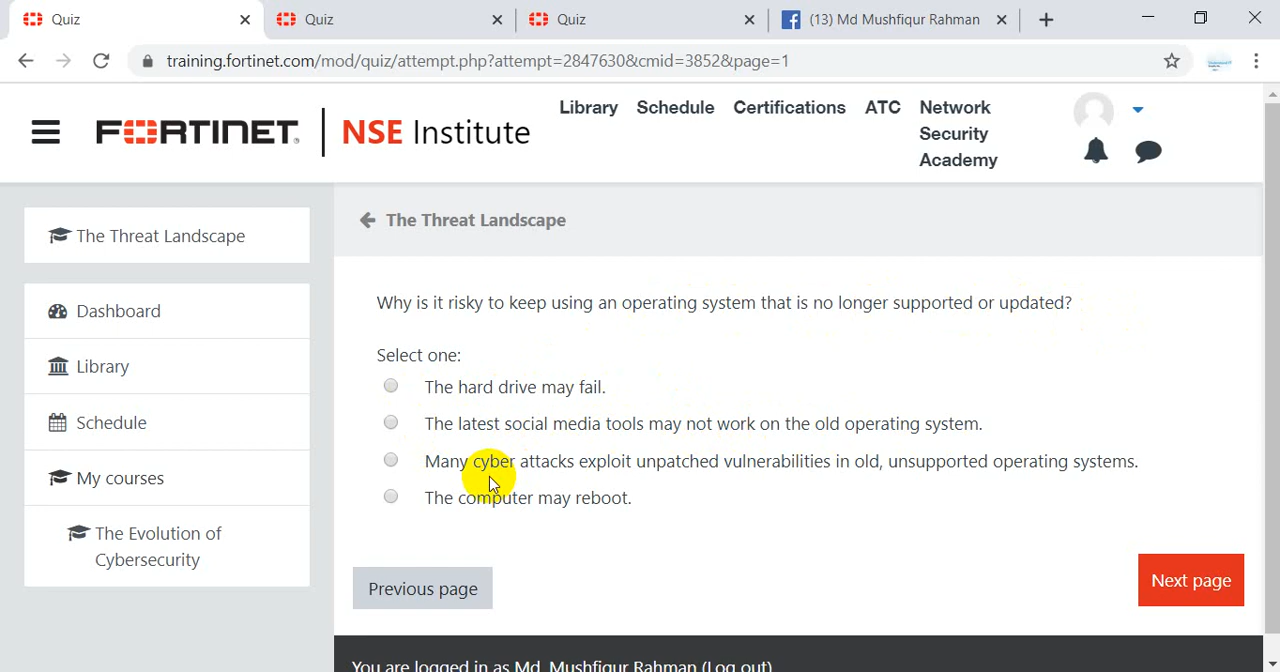 Quiz
Quiz
Quiz
(13) Md Mushfiqur Rahman
training.fortinet.com/mod/quiz/attempt.php?attempt=2847630&cmid=3852&page=1
FORTINET
NSE Institute
Library
Schedule
Certifications
ATC
Network
Security
Academy
The Threat Landscape
Dashboard
Library
Schedule
My courses
The Evolution of
Cybersecurity
The Threat Landscape
Why is it risky to keep using an operating system that is no longer supported or updated?
Select one:
The hard drive may fail.
The latest social media tools may not work on the old operating system.
Many cyber attacks exploit unpatched vulnerabilities in old, unsupported operating systems.
The computer may reboot.
Previous page
Next page
You are logged in as Md. Mushfiqur Rahman (Log out)